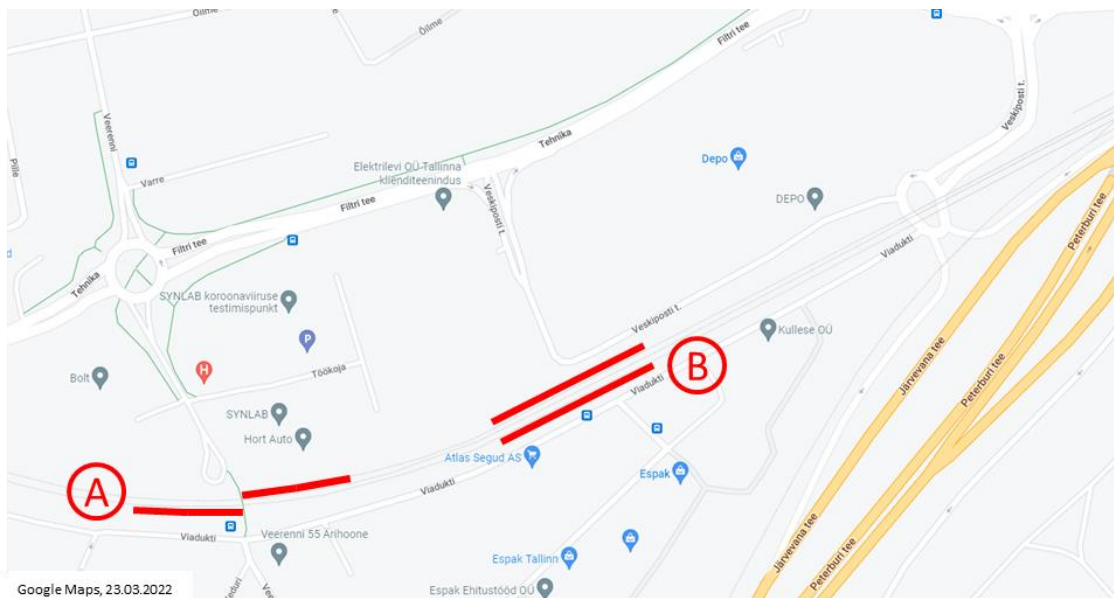 Õilme
Õilme
Filtri tee
Veskiposti t.
Veerenni
Pille
Varre
Elektrilevi OÜ Tallinna
klienditeenindus
Tehnika
Depo
DEPO
Filtri tee
Filtri tee
Veskiposti t.
Tehnika
Viadukti
Peterburi tee
SYNLAB koroonaviiruse
testimispunkt
P
Veskiposti t.
Kullese OÜ
Järvevana tee
Peterburi tee
Bolt
H
Töökoja
B
Viadukti
SYNLAB
Hort Auto
Atlas Segud AS
Espak
A
Viadukti
Viadukti
Veerenni 55 Arihoone
Espak Tallinn
Järvevana tee
Peterburi tee
Espak Ehitustööd OÜ
Google Maps, 23.03.2022